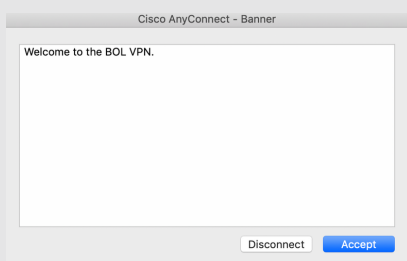 Cisco AnyConnect - Banner
Welcome to the BOL VPN.
Disconnect Accept